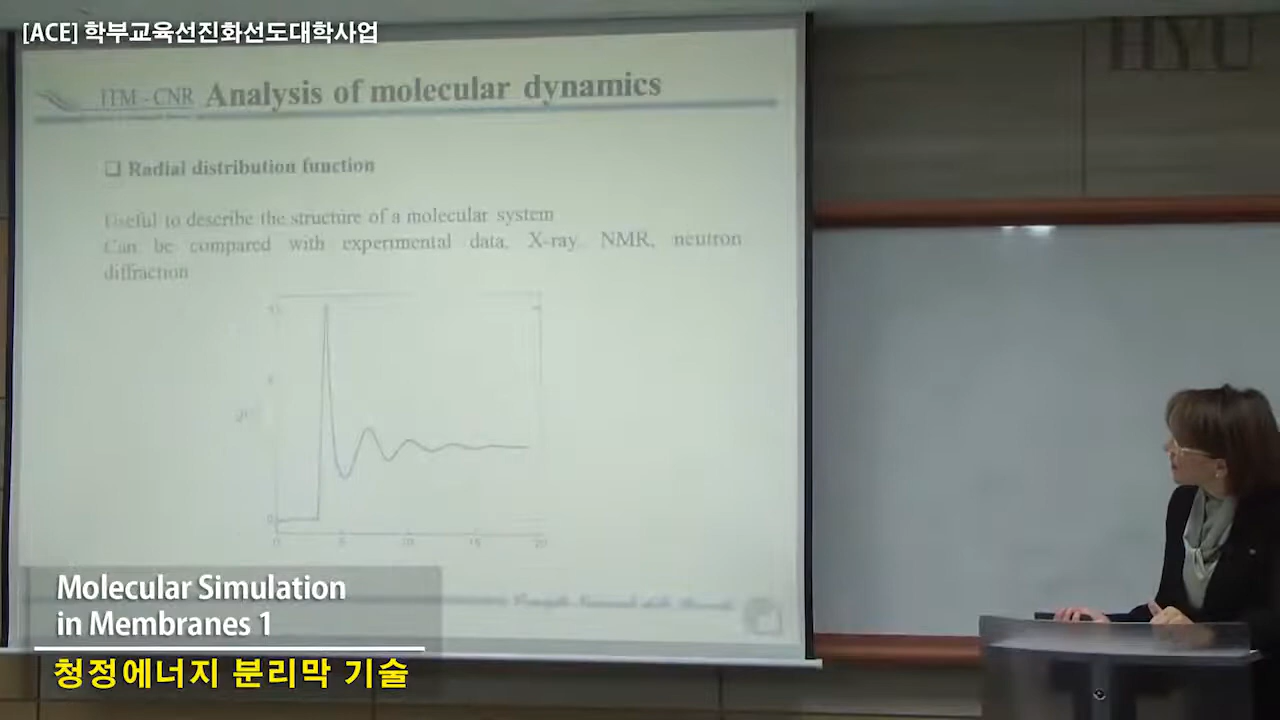 [ACE] 학부교육선진화선도대학사업
HYU
ITM - CNR Analysis of molecular dynamics
❑ Radial distribution function
Useful to describe the structure of a molecular system
Can be compared with experimental data, X-ray, NMR, neutron
diffraction
0 5 10 15 20
Molecular Simulation
in Membranes 1
청정에너지 분리막 기술